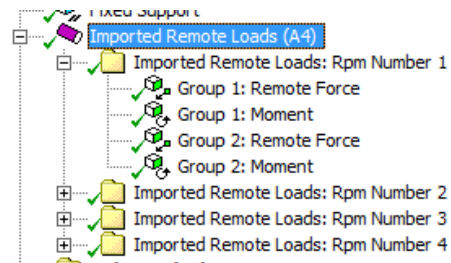 Fixed Support
Imported Remote Loads (A4)
Imported Remote Loads: Rpm Number 1
Group 1: Remote Force
Group 1: Moment
Group 2: Remote Force
Group 2: Moment
Imported Remote Loads: Rpm Number 2
Imported Remote Loads: Rpm Number 3
Imported Remote Loads: Rpm Number 4